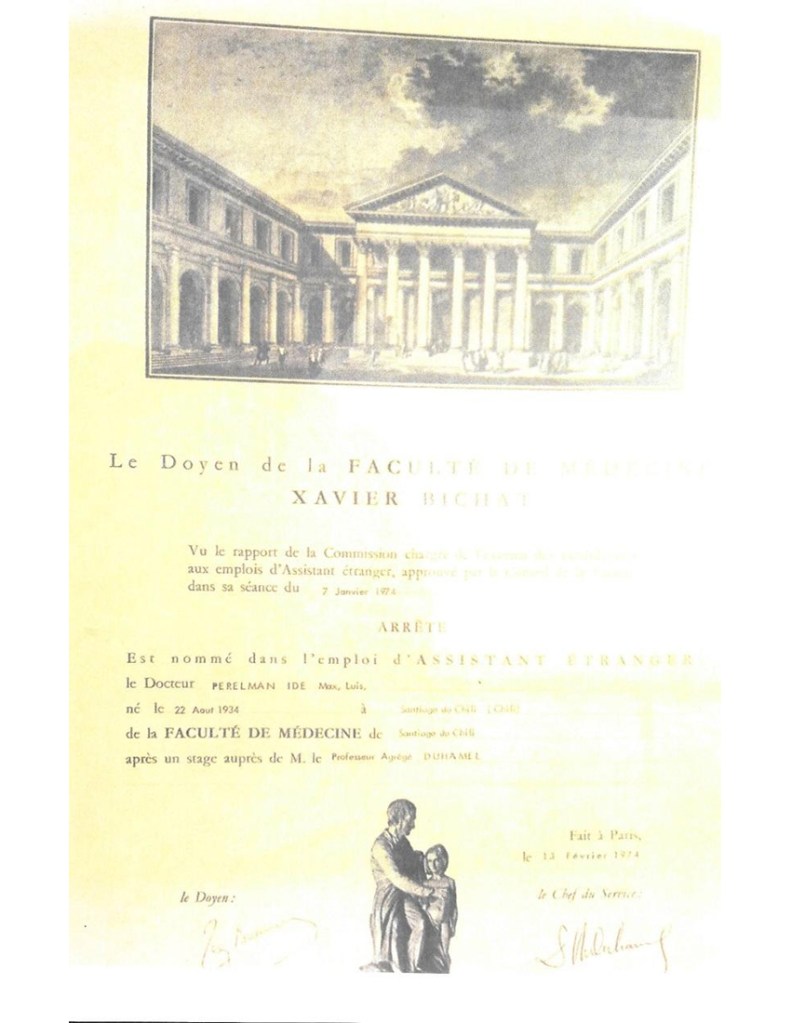 Le Doyen de la FACULTÉ DE MÉDECINE
XAVIER BICHAT
Vu le rapport de la Commission chargée de l'examen des
aux emplois d'Assistant étranger, approuvé par le Conseil de la
dans sa séance du 7 Janvier 1974
ARRÊTE
Est nommé dans l'emploi d'ASSISTANT ÉTRANGER
le Docteur PERELMAN IDE Max, Luis,
né le 22 Aout 1934 à Santiago du Chili (Chili)
de la FACULTÉ DE MÉDECINE de Santiago du Chili
après un stage auprès de M. le Professeur Agrégé DUHAMEL
Fait à Paris,
le 13 Février 1974
le Doyen :
le Chef du Service :